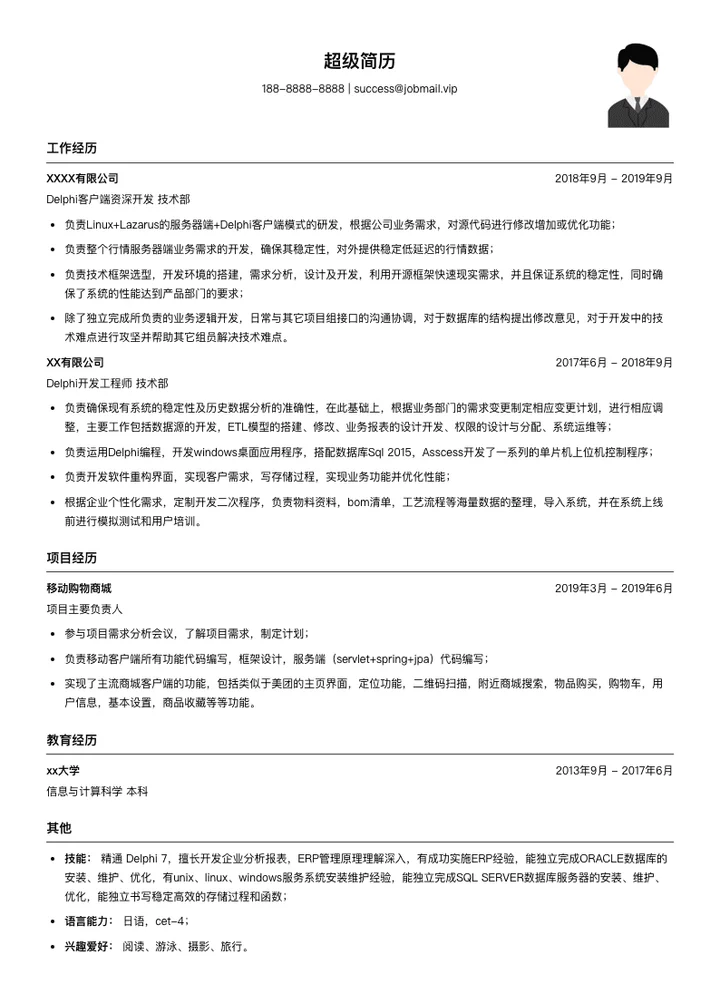 超级简历
188-8888-8888 | success@jobmail.vip
工作经历
XXXX有限公司 2018年9月 - 2019年9月
Delphi客户端资深开发 技术部
• 负责Linux+Lazarus的服务器端+Delphi客户端模式的研发，根据公司业务需求，对源代码进行修改增加或优化功能；
• 负责整个行情服务器端业务需求的开发，确保其稳定性，对外提供稳定低延迟的行情数据；
• 负责技术框架选型，开发环境的搭建，需求分析，设计及开发，利用开源框架快速现实需求，并且保证系统的稳定性，同时确
保了系统的性能达到产品部门的要求；
• 除了独立完成所负责的业务逻辑开发，日常与其它项目组接口的沟通协调，对于数据库的结构提出修改意见，对于开发中的技
术难点进行攻坚并帮助其它组员解决技术难点。
XX有限公司 2017年6月 - 2018年9月
Delphi开发工程师 技术部
• 负责确保现有系统的稳定性及历史数据分析的准确性，在此基础上，根据业务部门的需求变更制定相应变更计划，进行相应调
整，主要工作包括数据源的开发，ETL模型的搭建、修改、业务报表的设计开发、权限的设计与分配、系统运维等；
• 负责运用Delphi编程，开发windows桌面应用程序，搭配数据库Sql 2015，Asscess开发了一系列的单片机上位机控制程序；
• 负责开发软件重构界面，实现客户需求，写存储过程，实现业务功能并优化性能；
• 根据企业个性化需求，定制开发二次程序，负责物料资料，bom清单，工艺流程等海量数据的整理，导入系统，并在系统上线
前进行模拟测试和用户培训。
项目经历
移动购物商城 2019年3月 - 2019年6月
项目主要负责人
• 参与项目需求分析会议，了解项目需求，制定计划；
• 负责移动客户端所有功能代码编写，框架设计，服务端（servlet+spring+jpa）代码编写；
• 实现了主流商城客户端的功能，包括类似于美团的主页界面，定位功能，二维码扫描，附近商城搜索，物品购买，购物车，用
户信息，基本设置，商品收藏等等功能。
教育经历
xx大学 2013年9月 - 2017年6月
信息与计算科学 本科
其他
• 技能： 精通 Delphi 7，擅长开发企业分析报表，ERP管理原理理解深入，有成功实施ERP经验，能独立完成ORACLE数据库的
安装、维护、优化，有unix、linux、windows服务系统安装维护经验，能独立完成SQL SERVER数据库服务器的安装、维护、
优化，能独立书写稳定高效的存储过程和函数；
• 语言能力： 日语，cet-4；
• 兴趣爱好： 阅读、游泳、摄影、旅行。